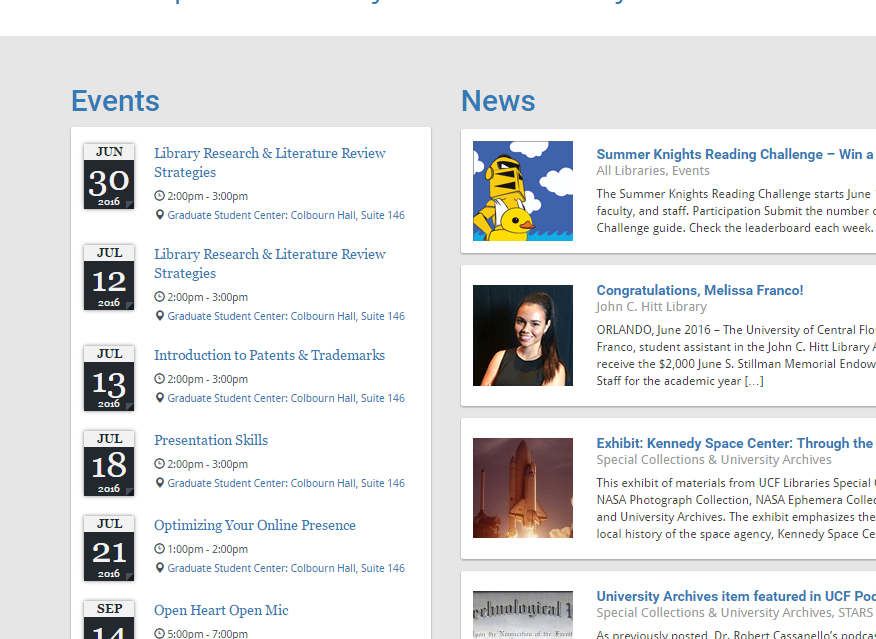 Events
JUN
30
2016
Library Research & Literature Review
Strategies
2:00pm - 3:00pm
Graduate Student Center: Colbourn Hall, Suite 146
JUL
12
2016
Library Research & Literature Review
Strategies
2:00pm - 3:00pm
Graduate Student Center: Colbourn Hall, Suite 146
JUL
13
2016
Introduction to Patents & Trademarks
2:00pm - 3:00pm
Graduate Student Center: Colbourn Hall, Suite 146
JUL
18
2016
Presentation Skills
2:00pm - 3:00pm
Graduate Student Center: Colbourn Hall, Suite 146
JUL
21
2016
Optimizing Your Online Presence
1:00pm - 2:00pm
Graduate Student Center: Colbourn Hall, Suite 146
SEP
14
Open Heart Open Mic
5:00pm - 7:00pm
News
Summer Knights Reading Challenge – Win a
All Libraries, Events
The Summer Knights Reading Challenge starts June
faculty, and staff. Participation Submit the number
Challenge guide. Check the leaderboard each week.
Congratulations, Melissa Franco!
John C. Hitt Library
ORLANDO, June 2016 – The University of Central Flo
Franco, student assistant in the John C. Hitt Library
receive the $2,000 June S. Stillman Memorial Endow
Staff for the academic year […]
Exhibit: Kennedy Space Center: Through the
Special Collections & University Archives
This exhibit of materials from UCF Libraries Special
NASA Photograph Collection, NASA Ephemera Collec
and University Archives. The exhibit emphasizes the
local history of the space agency, Kennedy Space Ce
echnological
University Archives item featured in UCF Pod
Special Collections & University Archives, STARS
As previously posted, Dr. Robert Cassanello's podcas